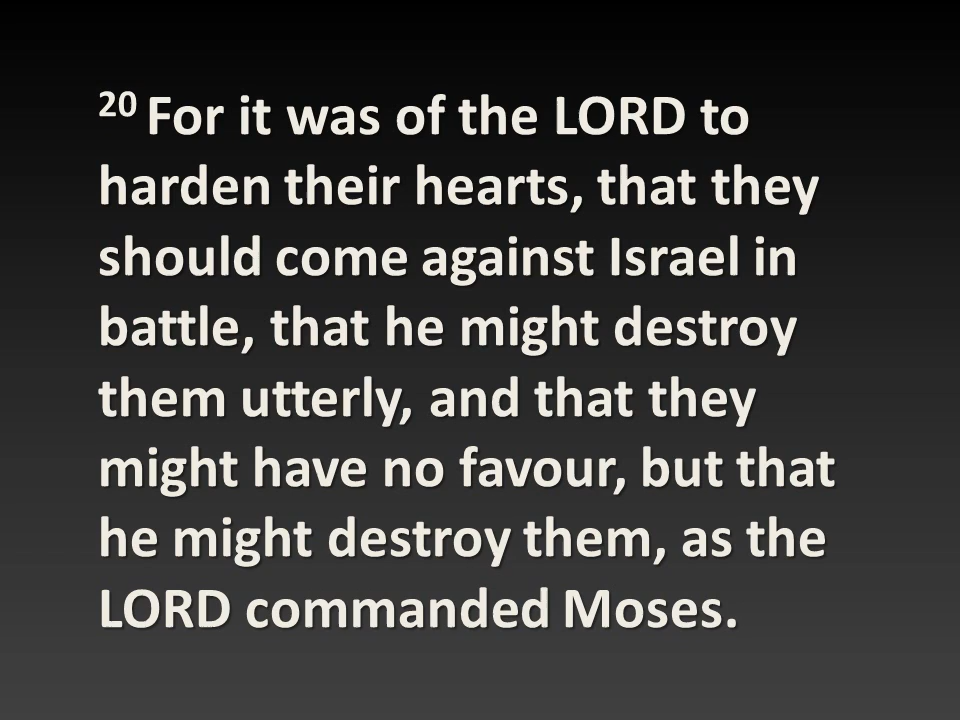 20 For it was of the LORD to
harden their hearts, that they
should come against Israel in
battle, that he might destroy
them utterly, and that they
might have no favour, but that
he might destroy them, as the
LORD commanded Moses.